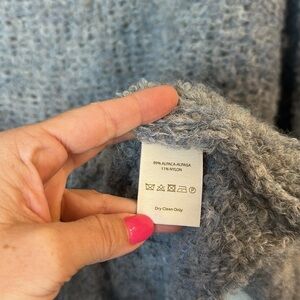 89% ALPACA-ALPAGA
11% NYLON
Dry Clean Only